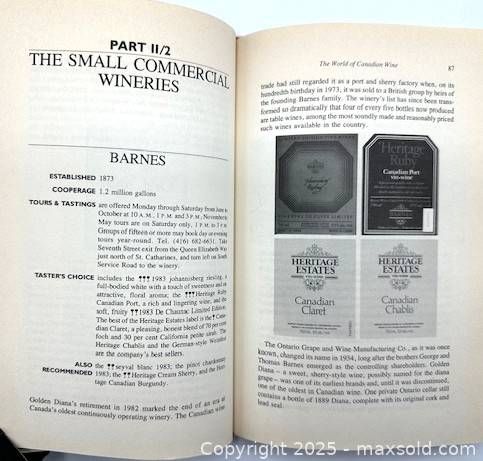 PART II/2
THE SMALL COMMERCIAL
WINERIES
BARNES
ESTABLISHED 1873
COOPERAGE 1.2 million gallons
TOURS & TASTINGS are offered Monday through Saturday from June to
October at 10 A.M., 1 P.M. and 3 P.M.; November to
May tours are on Saturday only, 1 P.M. to 3 P.M.
Groups of fifteen or more may book day or evening
tours year-round. Tel. (416) 682-6631. Take
Seventh Street exit from the Queen Elizabeth Way
just north of St. Catharines, and turn left on South
Service Road to the winery.
TASTER'S CHOICE includes the 1983 johannisberg riesling, a
full-bodied white with a touch of sweetness and an
attractive, floral aroma; the Heritage Ruby
Canadian Port, a rich and lingering wine, and the
soft, fruity 1983 De Chaunac Limited Edition.
The best of the Heritage Estates label is the Can-
adian Claret, a pleasing, honest blend of 70 per cent
foch and 30 per cent California petite sirah. The
Heritage Chablis and the German-style Weinfest
are the company's best sellers.
ALSO RECOMMENDED the seyval blanc 1983; the pinot chardonnay
1983; the Heritage Cream Sherry, and the Heri-
tage Canadian Burgundy.
Golden Diana's retirement in 1982 marked the end of an era at
Canada's oldest continuously operating winery. The Canadian wine
The World of Canadian Wine 87
trade had still regarded it as a port and sherry factory when, on its
hundredth birthday in 1973, it was sold to a British group by heirs of
the founding Barnes family. The winery's list has since been trans-
formed so dramatically that four of every five bottles now produced
are table wines, among the most soundly made and reasonably priced
such wines available in the country.
Heritage
Ruby
Canadian Port
HERITAGE
ESTATES
Canadian
Claret
HERITAGE
ESTATES
Canadian
Chablis
The Ontario Grape and Wine Manufacturing Co., as it was once
known, changed its name in 1934, long after the brothers George and
Thomas Barnes emerged as the controlling shareholders. Golden
Diana – a sweet, sherry-style wine, possibly named for the diana
grape – was one of its earliest brands and, until it was discontinued,
one of the oldest in Canadian wine. One private Ontario cellar still
contains a bottle of 1889 Diana, complete with its original cork and
lead seal.
Copyright 2025 - maxsold.com